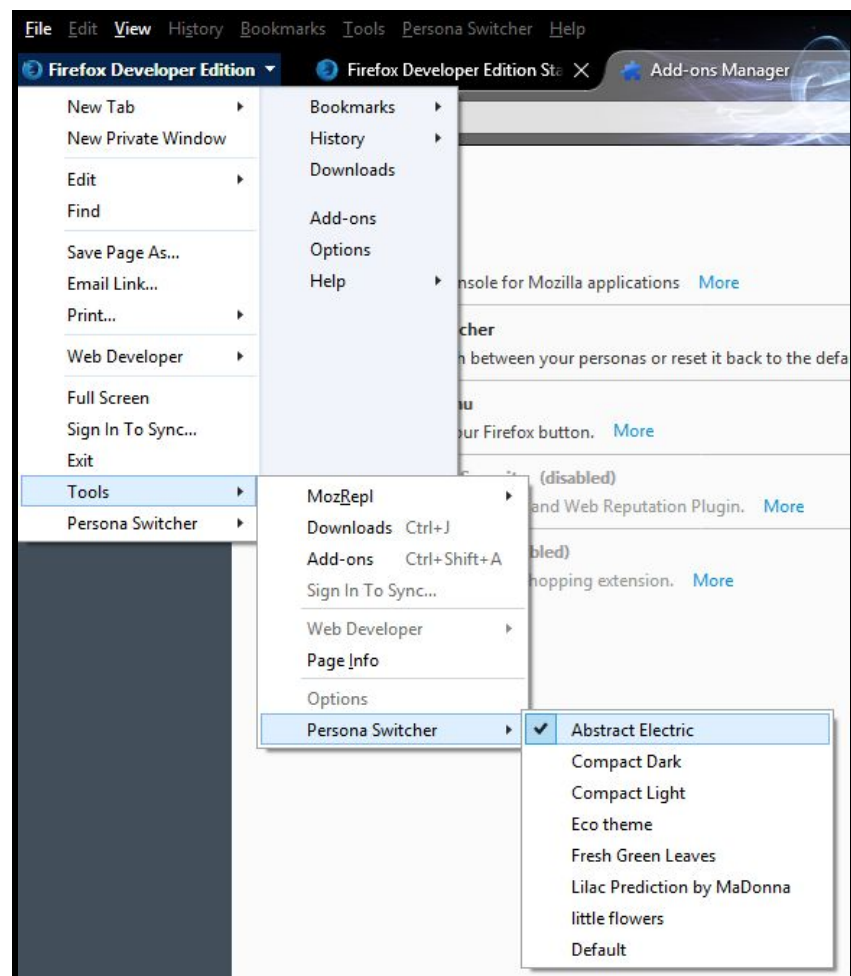 File Edit View History Bookmarks Tools Persona Switcher Help
Firefox Developer Edition
Firefox Developer Edition Sta
Add-ons Manager
New Tab
New Private Window
Edit
Find
Save Page As...
Email Link...
Print...
Web Developer
Full Screen
Sign In To Sync...
Exit
Tools
Persona Switcher
Bookmarks
History
Downloads
Add-ons
Options
Help
nsole for Mozilla applications More
cher
n between your personas or reset it back to the defa
nu
our Firefox button. More
(disabled)
and Web Reputation Plugin. More
bled)
hopping extension. More
MozRepl
Downloads Ctrl+J
Add-ons Ctrl+Shift+A
Sign In To Sync...
Web Developer
Page Info
Options
Persona Switcher
Abstract Electric
Compact Dark
Compact Light
Eco theme
Fresh Green Leaves
Lilac Prediction by MaDonna
little flowers
Default